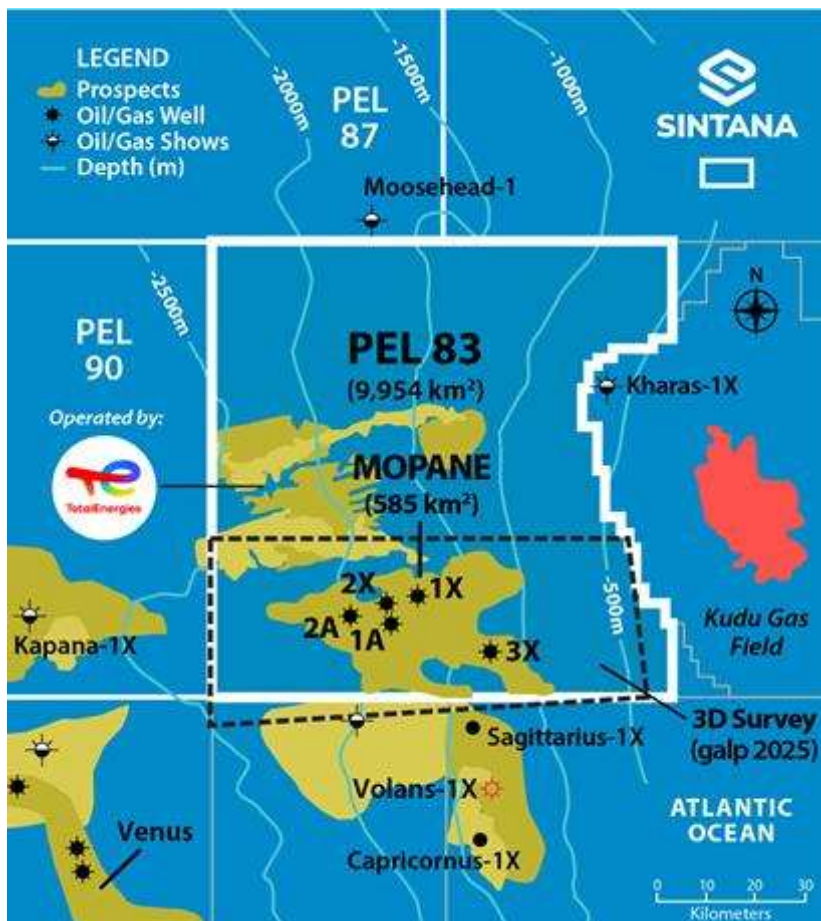 LEGEND
Prospects
Oil/Gas Well
Oil/Gas Shows
Depth (m)
-2000m
-1500m
-1000m
PEL
87
SINTANA
Moosehead-1
-2500m
PEL
90
Operated by:
TotalEnergies
PEL 83
(9,954 km²)
N
Kharas-1X
MOPANE
(585 km²)
2X
1X
2A
1A
3X
-500m
Kapana-1X
Kudu Gas
Field
3D Survey
(galp 2025)
Sagittarius-1X
Volans-1X
Capricornus-1X
Venus
ATLANTIC
OCEAN
0 10 20 30
Kilometers